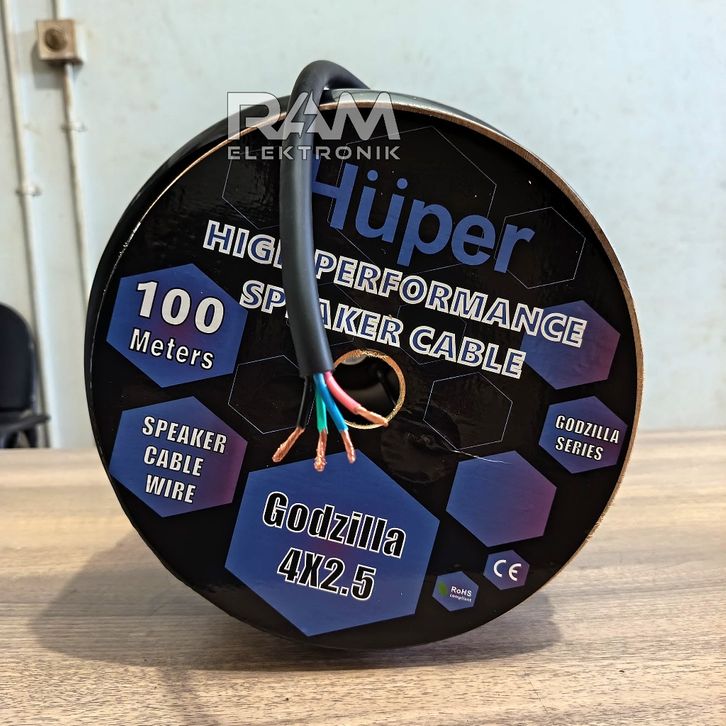 RAM
ELEKTRONIK
Hüper
HIGH PERFORMANCE
SPEAKER CABLE
100
Meters
SPEAKER
CABLE
WIRE
GODZILLA
SERIES
Godzilla
4X2.5
RoHS
compliant
CE